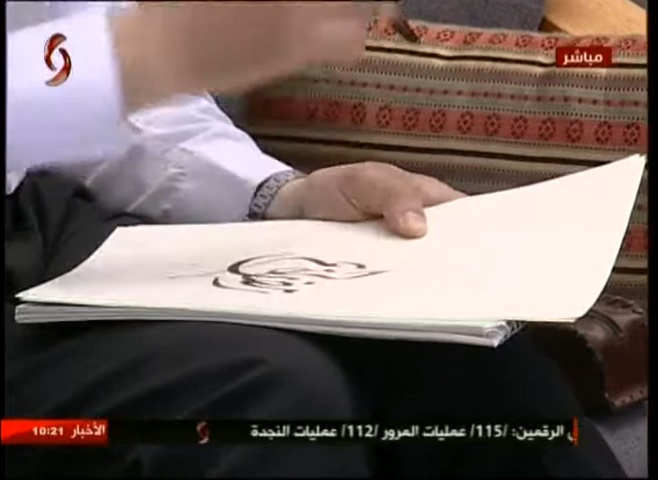 مباشر
الأخبار 10:21
الرقمين: /115/ عمليات المرور /112/ عمليات النجدة